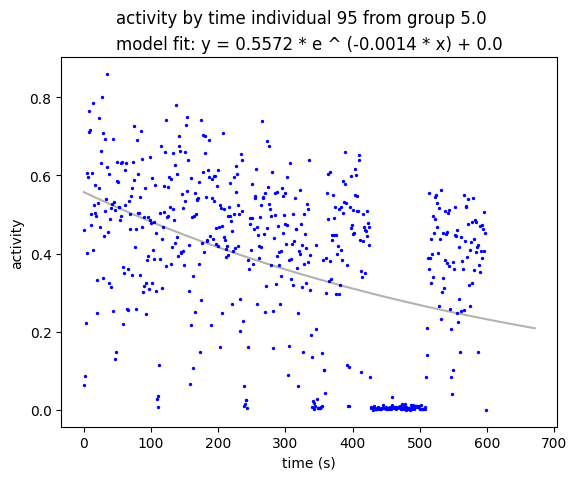 activity by time individual 95 from group 5.0
model fit: y = 0.5572 * e ^ (-0.0014 * x) + 0.0
0.8
0.6
0.4
0.2
0.0
activity
0 100 200 300 400 500 600 700
time (s)